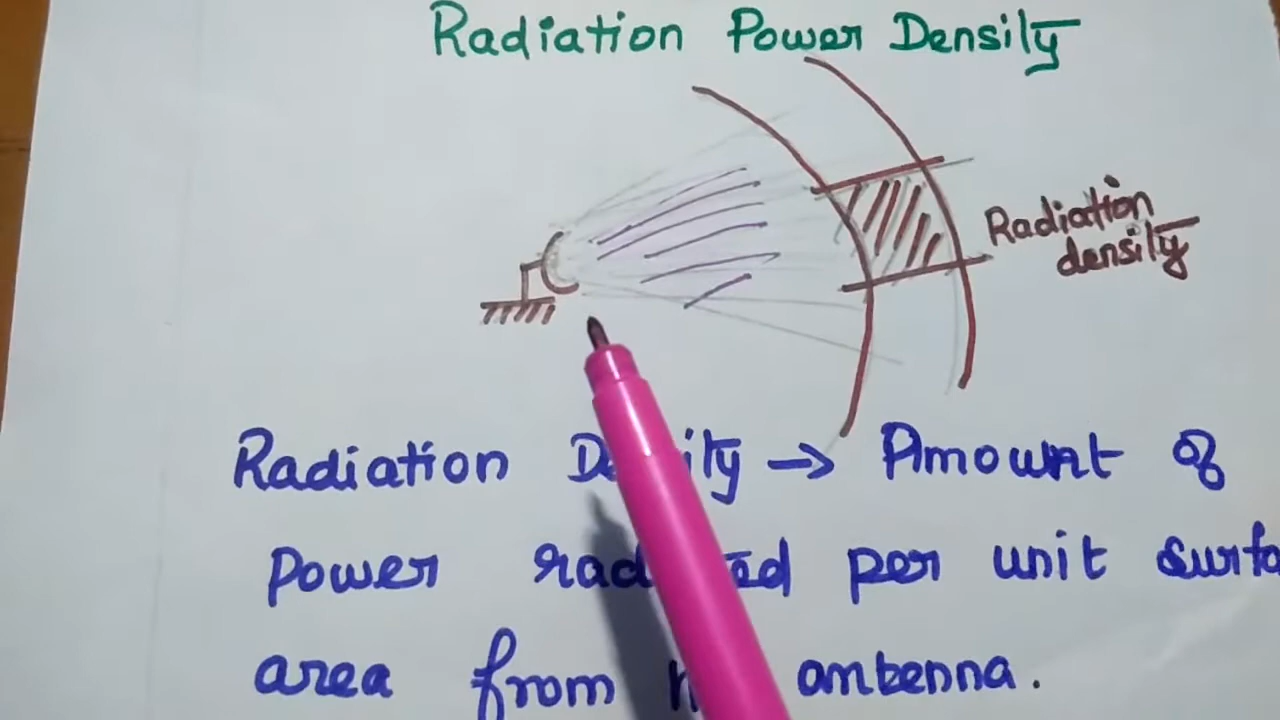 Radiation Power Density
Radiation
density
Radiation → Amount of
Power per unit
area from antenna.